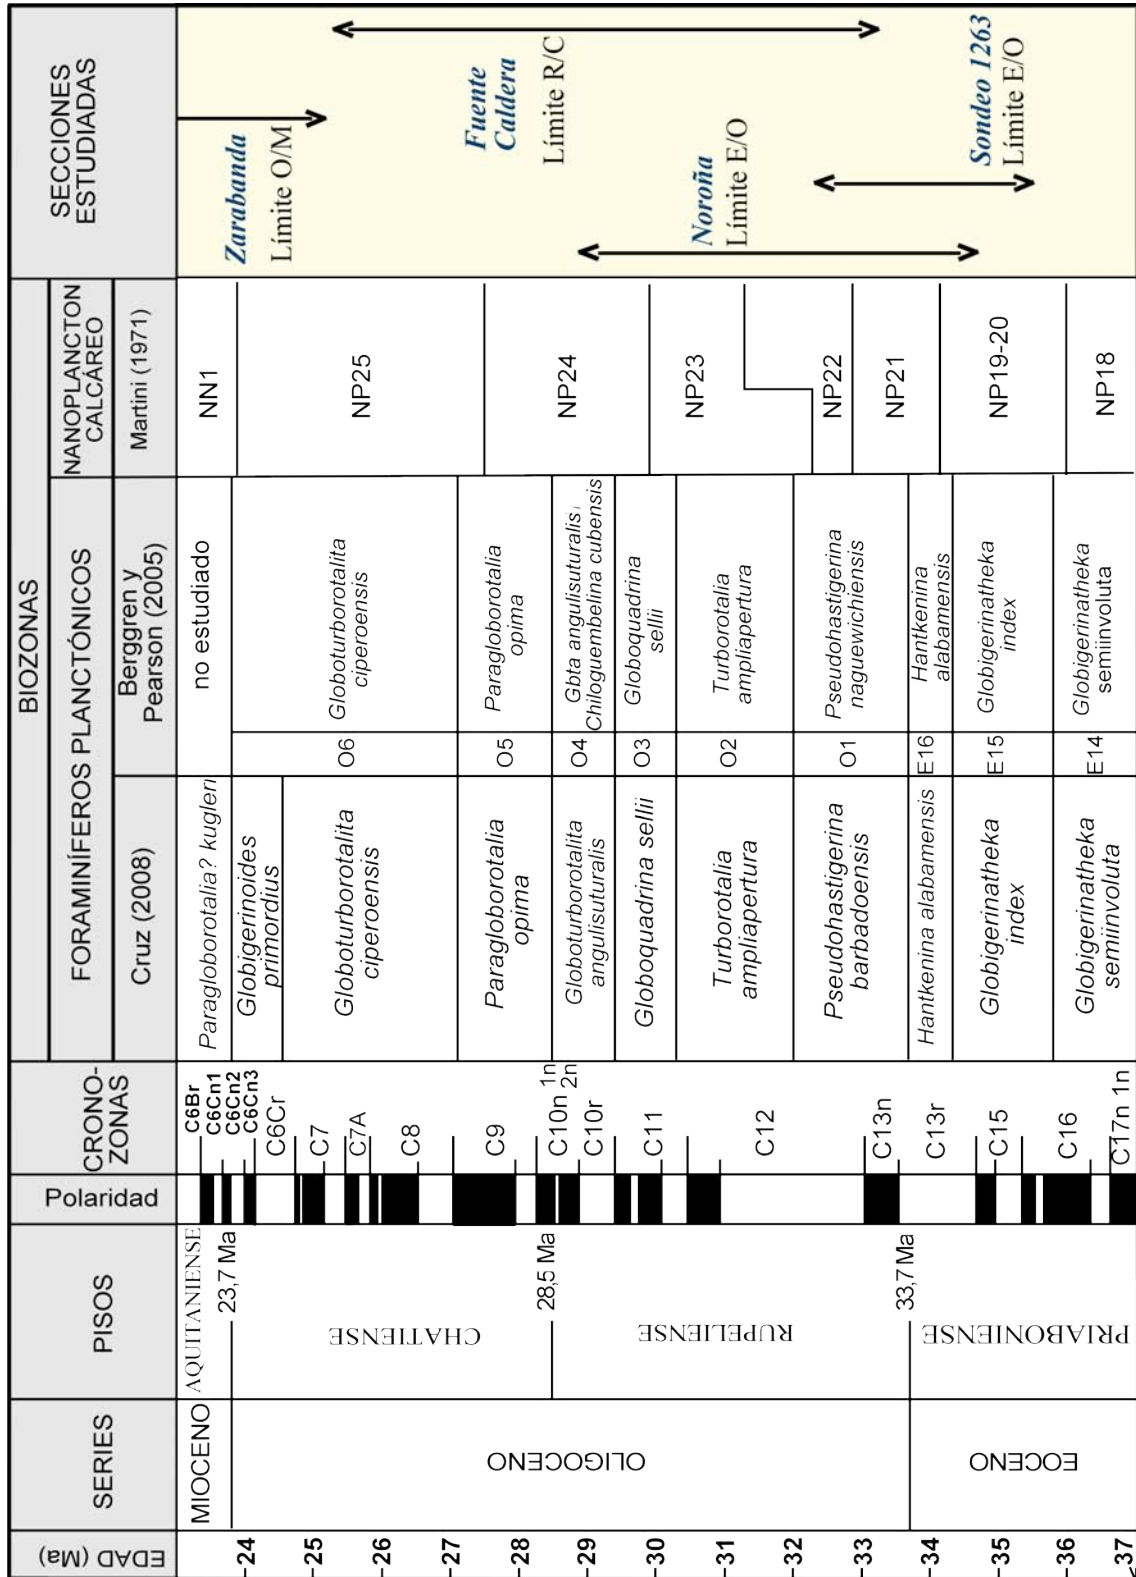 EDAD (Ma)
SERIES
PISOS
Polaridad
CRONO-
ZONAS
BIOZONAS
FORAMINÍFEROS PLANCTÓNICOS
Cruz (2008)
Berggren y
Pearson (2005)
NANOPLANCTON
CALCÁREO
Martini (1971)
SECCIONES
ESTUDIADAS
24
25
26
27
28
29
30
31
32
33
34
35
36
37
MIOCENO
OLIGOCENO
EOCENO
AQUITANIENSE
23,7 Ma
CHATIENSE
28,5 Ma
RUPELIENSE
33,7 Ma
PRIABONIENSE
C6Br
C6Cn1
C6Cn2
C6Cn3
C6Cr
C7
C7A
C8
C9
C10n 1n
2n
C10r
C11
C12
C13n
C13r
C15
C16
C17n 1n
Paragloborotalia? kugleri
Globigerinoides
primordius
Globoturborotalita
ciperoensis
Paragloborotalia
opima
Globoturborotalita
angulisuturalis
Globoquadrina sellii
Turborotalia
ampliapertura
Pseudohastigerina
barbadoensis
Hantkenina alabamensis
Globigerinatheka
index
Globigerinatheka
semiinvoluta
O6
O5
O4
O3
O2
O1
E16
E15
E14
no estudiado
Globoturborotalita
ciperoensis
Paragloborotalia
opima
Gbta angulisuturalis
Chiloguembelina cubensis
Globoquadrina
sellii
Turborotalia
ampliapertura
Pseudohastigerina
naguewichiensis
Hantkenina
alabamensis
Globigerinatheka
index
Globigerinatheka
semiinvoluta
NN1
NP25
NP24
NP23
NP22
NP21
NP19-20
NP18
Zarabanda
Límite O/M
Fuente
Caldera
Límite R/C
Noroña
Límite E/O
Sondeo 1263
Límite E/O